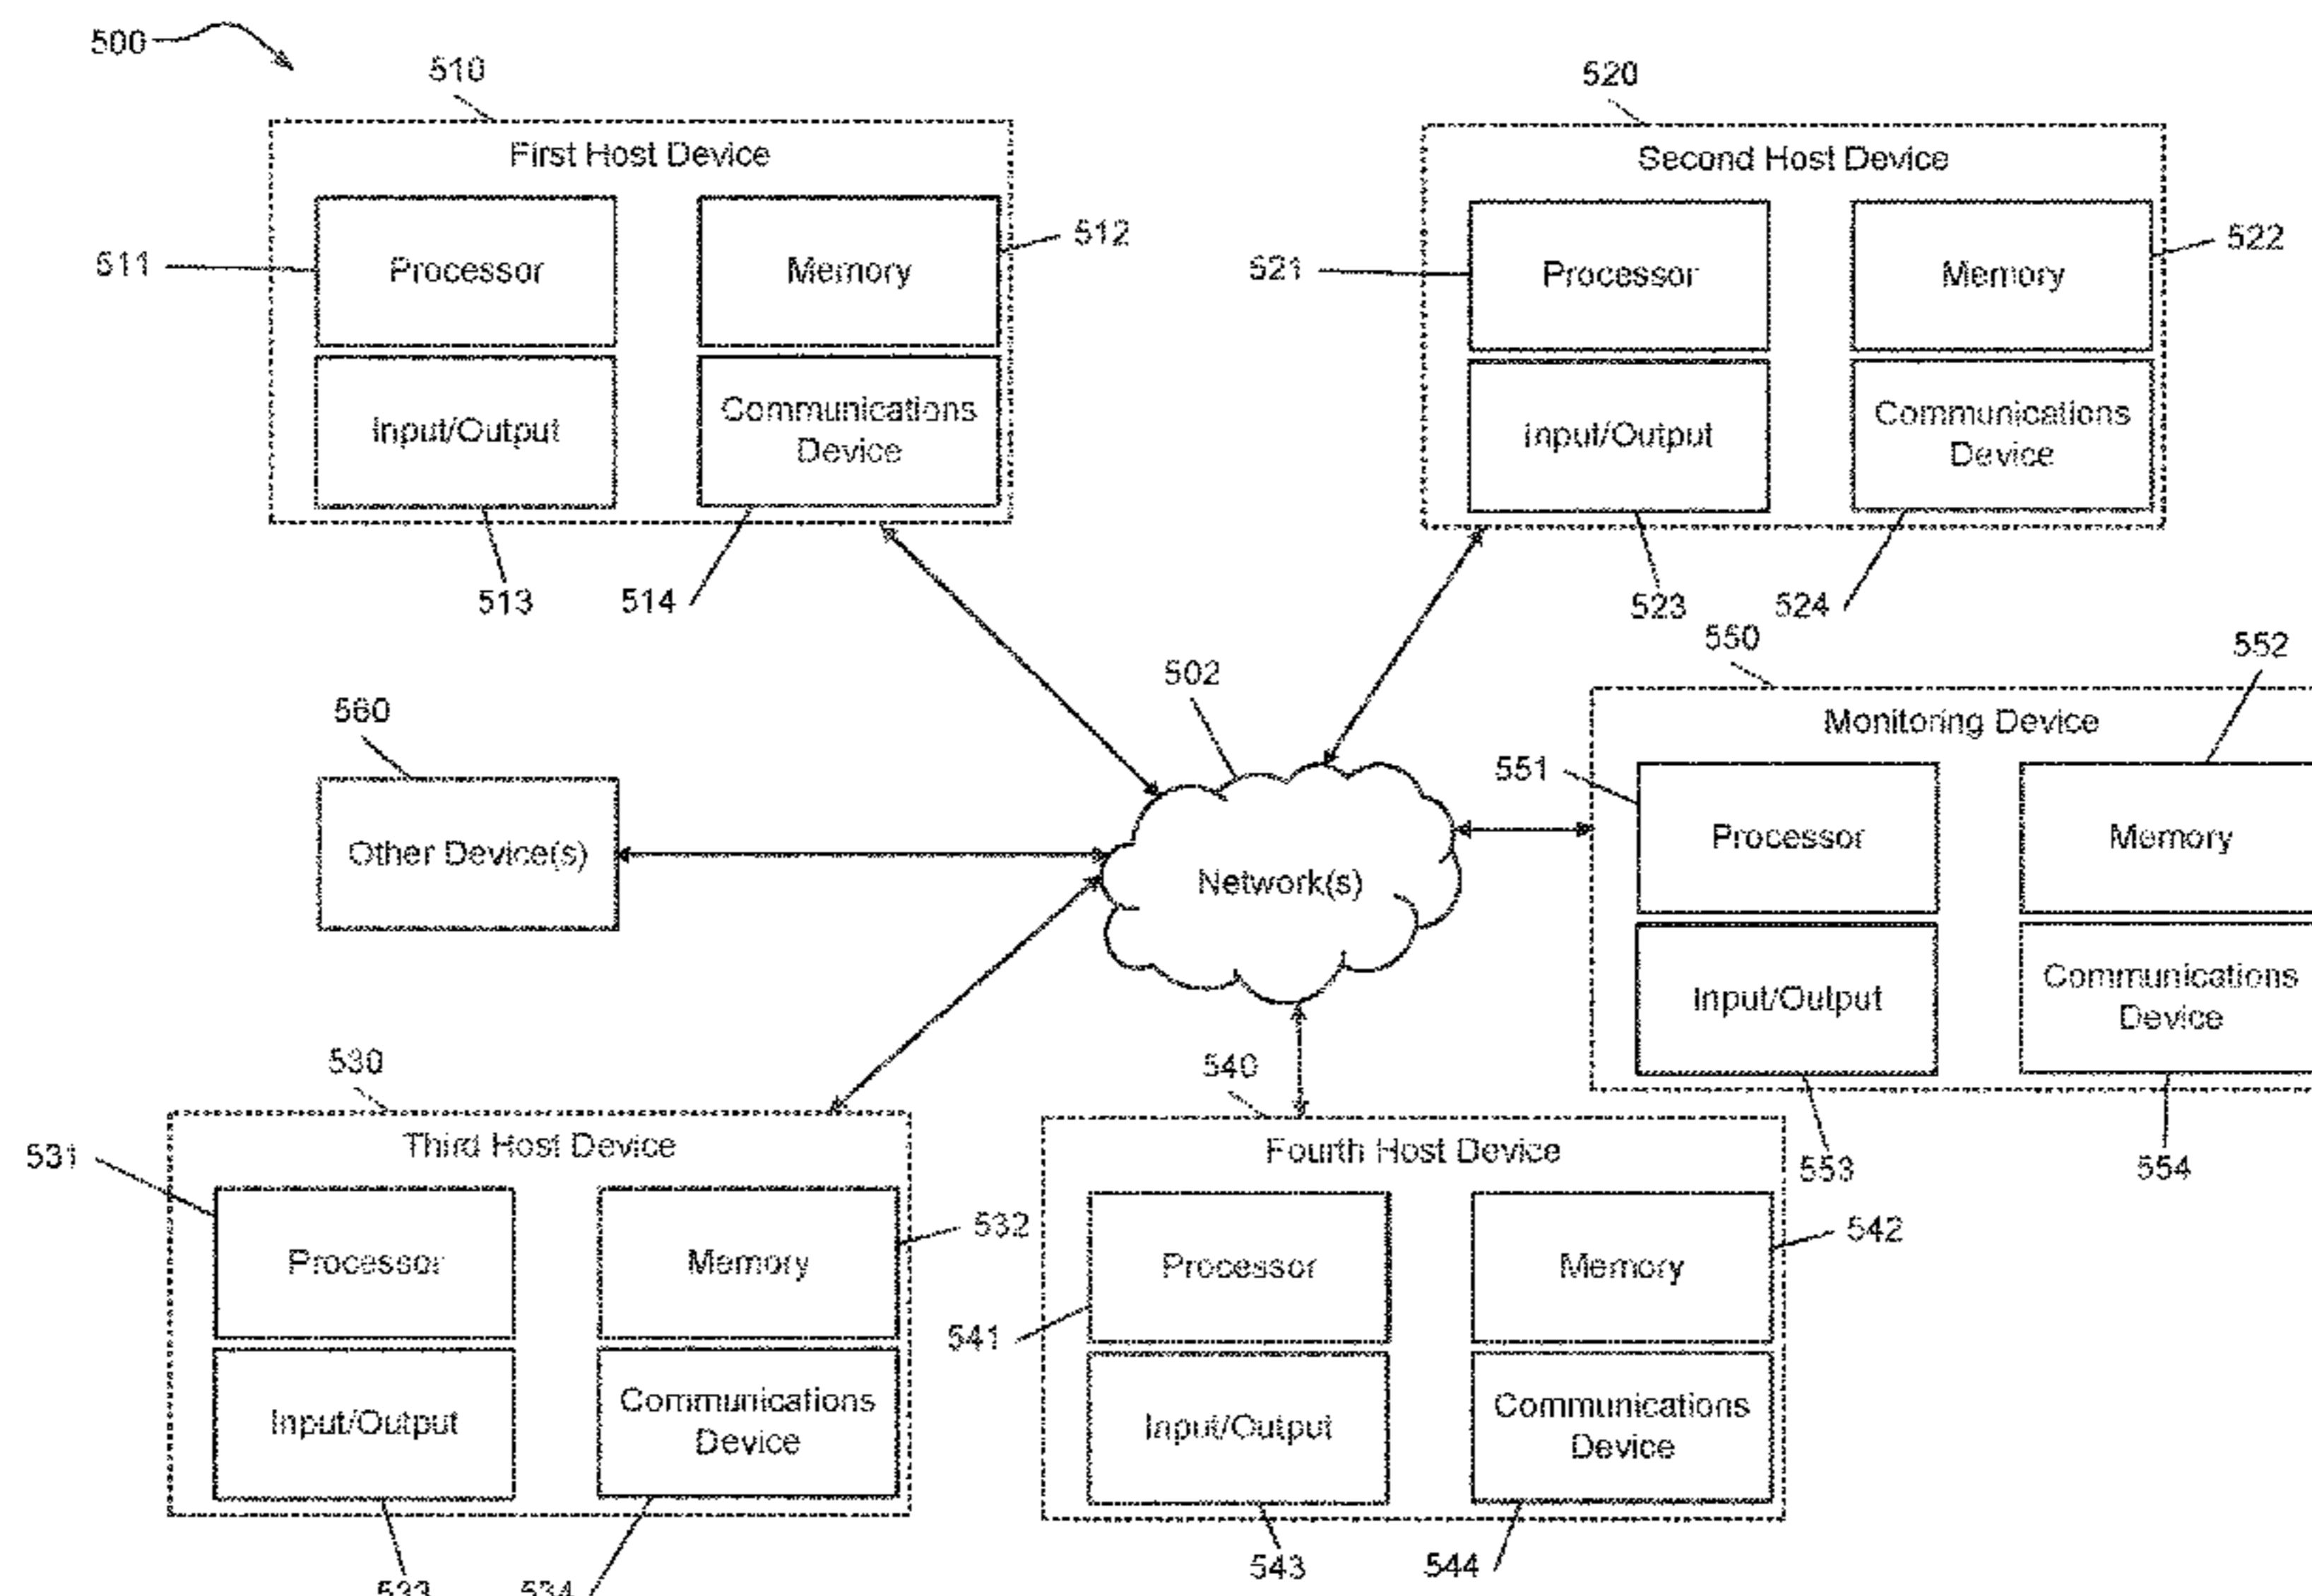 500
510
First Host Device
511
Processor
Memory
512
Input/Output
Communications
Device
513
514
520
Second Host Device
521
Processor
Memory
522
Input/Output
Communications
Device
523
524
502
Network(s)
560
Other Device(s)
550
552
Monitoring Device
551
Processor
Memory
Input/Output
Communications
Device
553
554
530
Third Host Device
531
Processor
Memory
532
Input/Output
Communications
Device
533
534
540
Fourth Host Device
Processor
Memory
542
541
Input/Output
Communications
Device
543
544